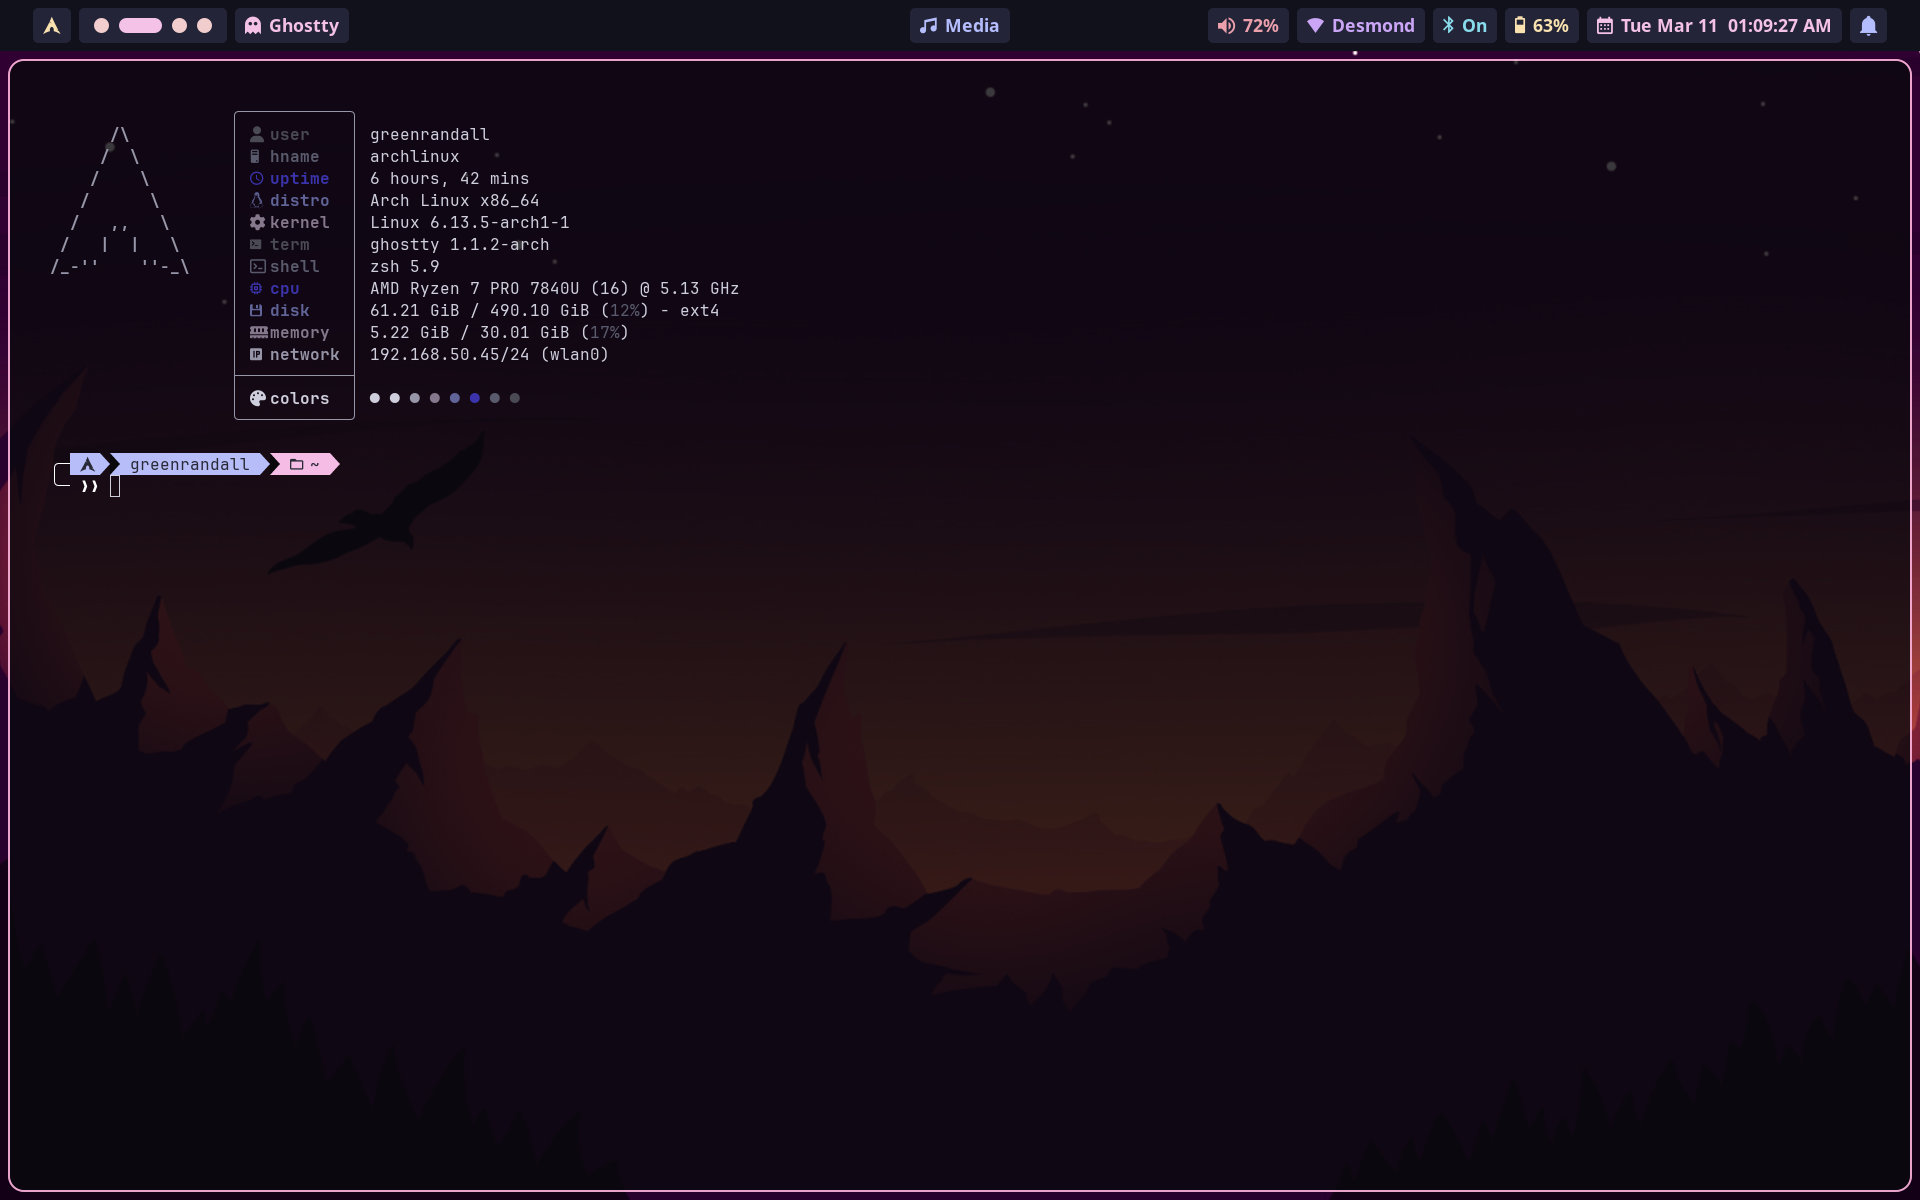 Ghostty
Media
72%
Desmond
On
63%
Tue Mar 11 01:09:27 AM
user greenrandall
hname archlinux
uptime 6 hours, 42 mins
distro Arch Linux x86_64
kernel Linux 6.13.5-arch1-1
term ghostty 1.1.2-arch
shell zsh 5.9
cpu AMD Ryzen 7 PRO 7840U (16) @ 5.13 GHz
disk 61.21 GiB / 490.10 GiB (12%) - ext4
memory 5.22 GiB / 30.01 GiB (17%)
network 192.168.50.45/24 (wlan0)
colors
greenrandall ~